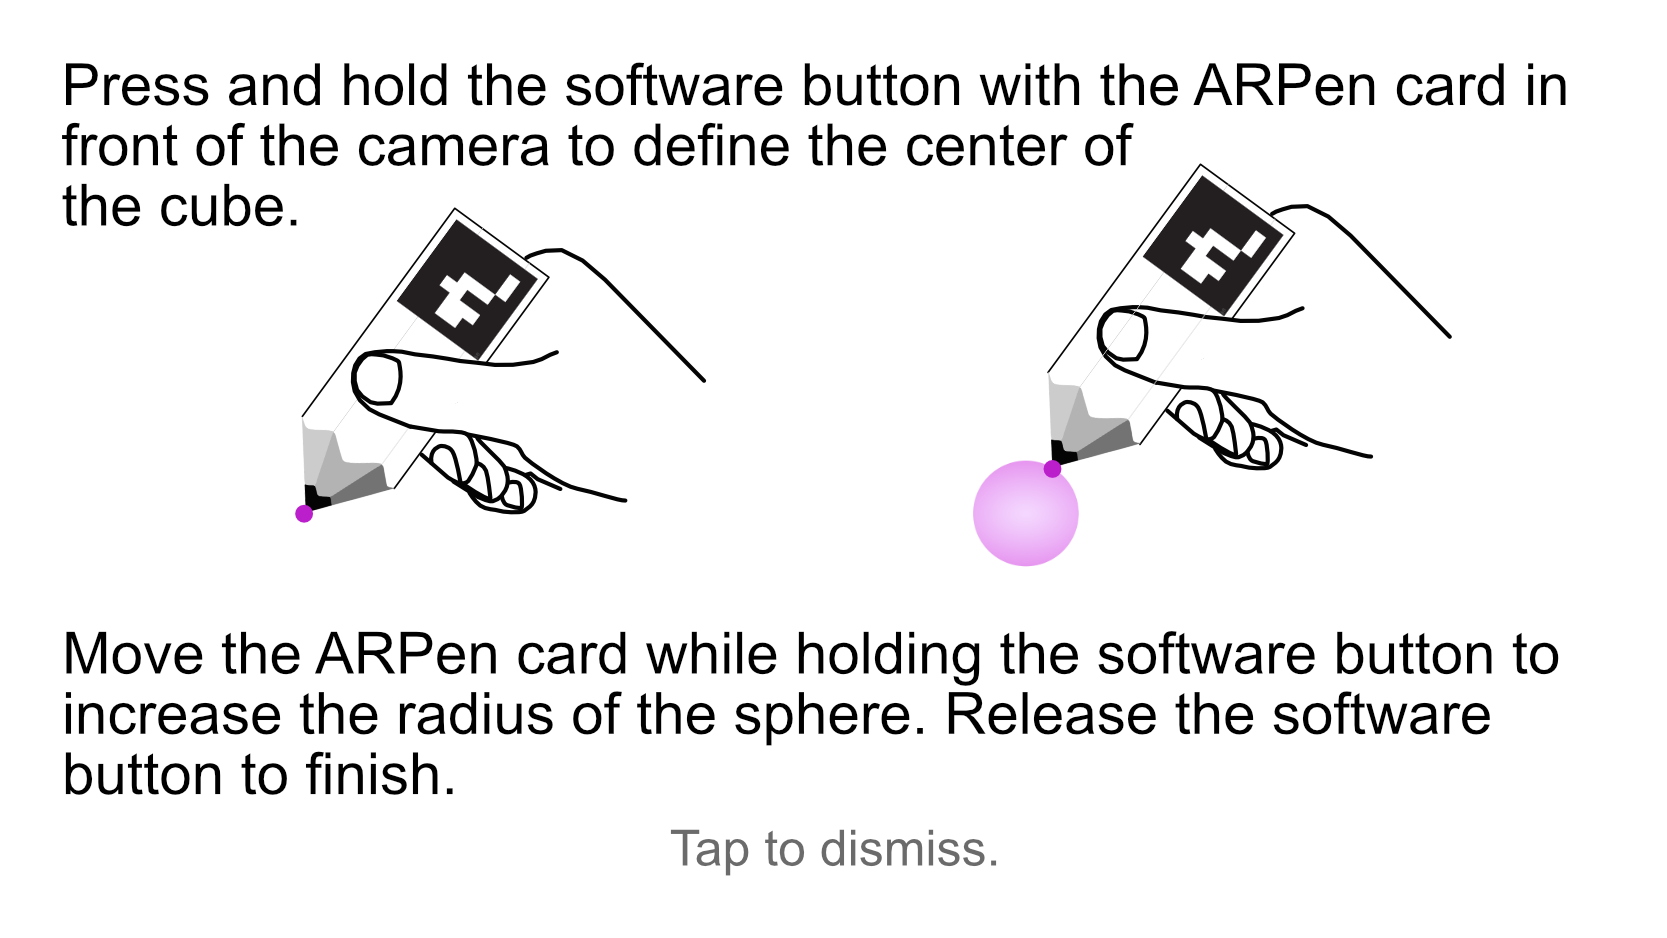 Press and hold the software button with the ARPen card in
front of the camera to define the center of
the cube.
Move the ARPen card while holding the software button to
increase the radius of the sphere. Release the software
button to finish.
Tap to dismiss.